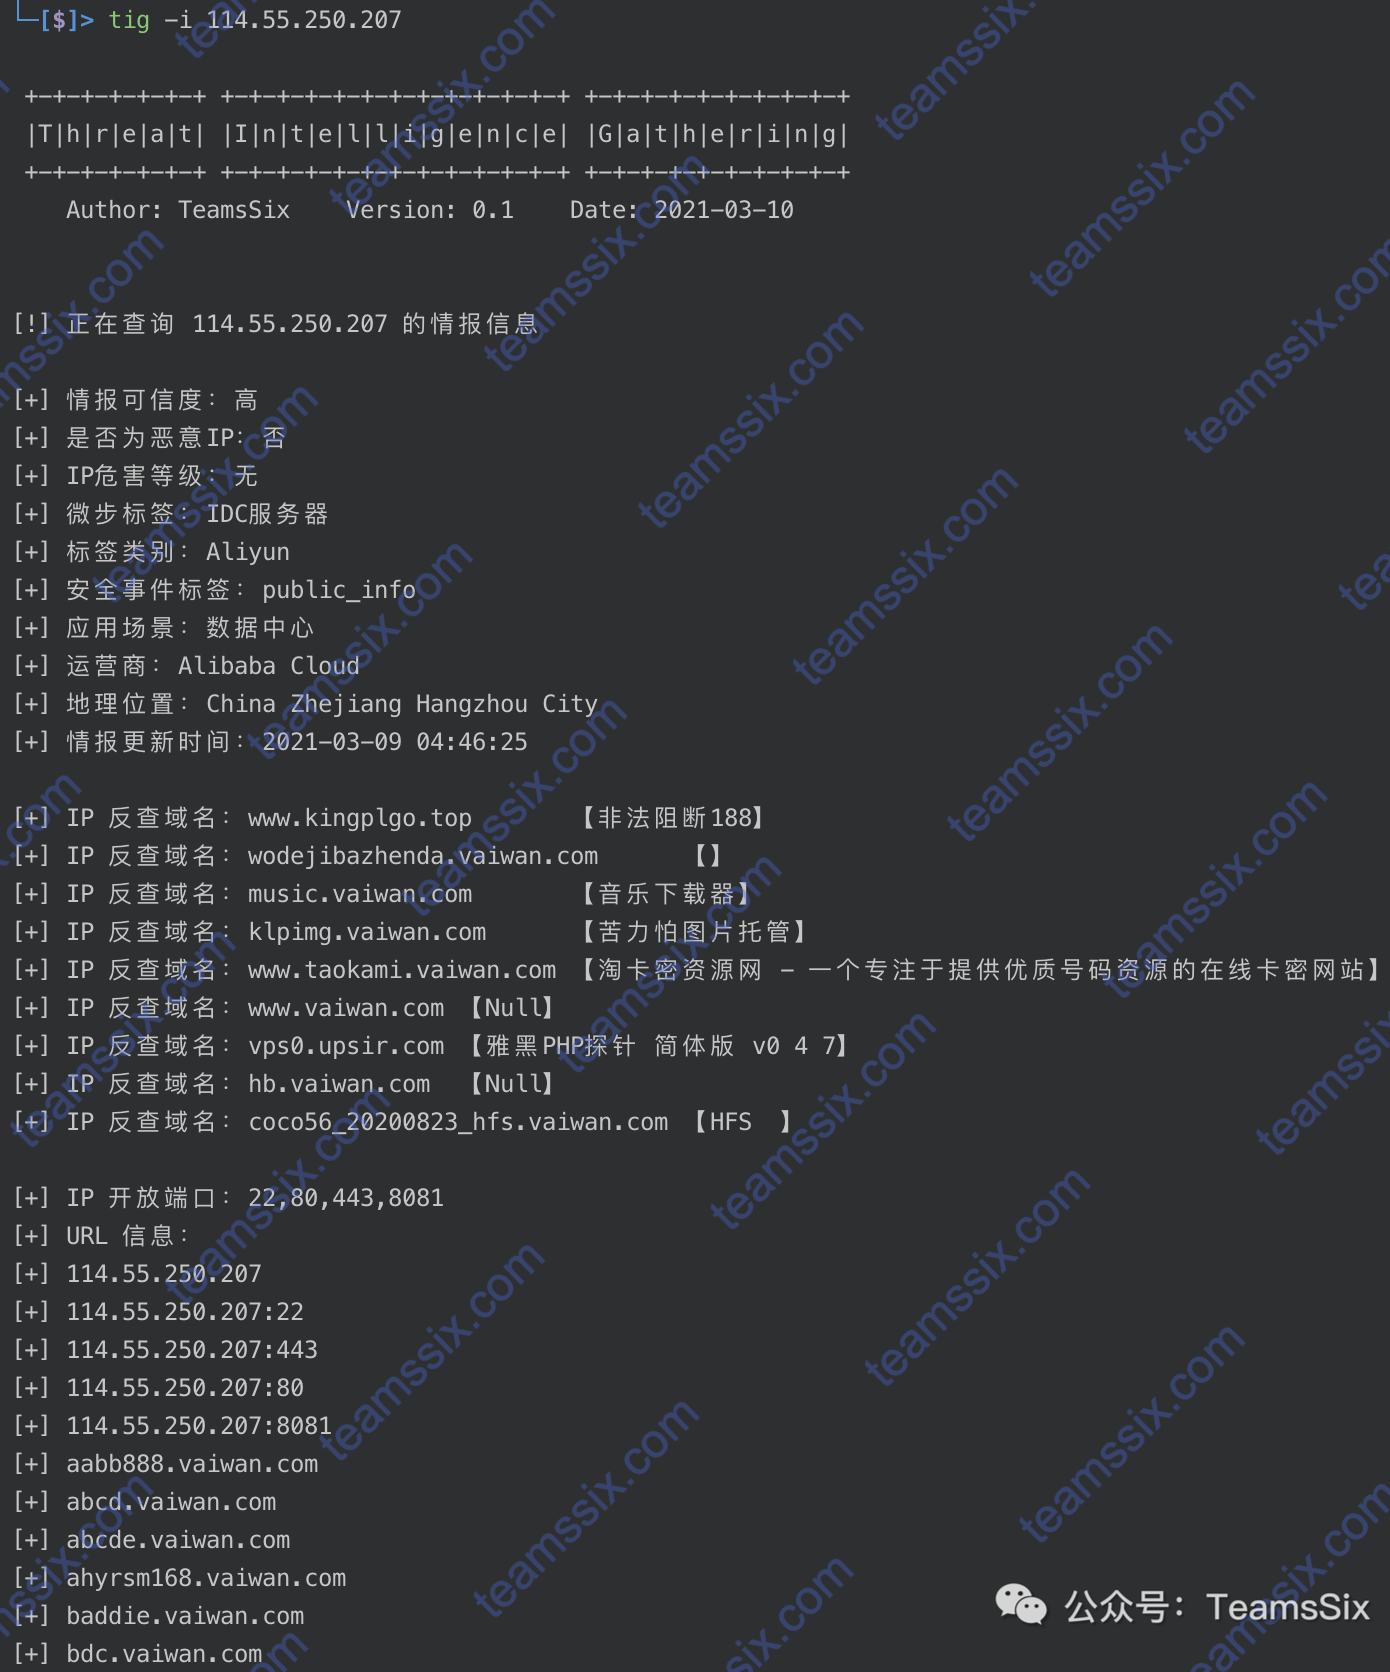 └─[$]> tig -i 114.55.250.207
+-+-+-+-+-+-+ +-+-+-+-+-+-+-+-+-+-+-+-+ +-+-+-+-+-+-+-+-+-+
|T|h|r|e|a|t| |I|n|t|e|l|l|i|g|e|n|c|e| |G|a|t|h|e|r|i|n|g|
+-+-+-+-+-+-+ +-+-+-+-+-+-+-+-+-+-+-+-+ +-+-+-+-+-+-+-+-+-+
Author: TeamsSix    Version: 0.1    Date: 2021-03-10
[!] 正在查询 114.55.250.207 的情报信息
[+] 情报可信度：高
[+] 是否为恶意IP：否
[+] IP危害等级：无
[+] 微步标签：IDC服务器
[+] 标签类别：Aliyun
[+] 安全事件标签：public_info
[+] 应用场景：数据中心
[+] 运营商：Alibaba Cloud
[+] 地理位置：China Zhejiang Hangzhou City
[+] 情报更新时间：2021-03-09 04:46:25
[+] IP 反查域名：www.kingplgo.top 【非法阻断188】
[+] IP 反查域名：wodejibazhenda.vaiwan.com 【】
[+] IP 反查域名：music.vaiwan.com 【音乐下载器】
[+] IP 反查域名：klpimg.vaiwan.com 【苦力怕图片托管】
[+] IP 反查域名：www.taokami.vaiwan.com 【淘卡密资源网 – 一个专注于提供优质号码资源的在线卡密网站】
[+] IP 反查域名：www.vaiwan.com 【Null】
[+] IP 反查域名：vps0.upsir.com 【雅黑PHP探针 简体版 v0 4 7】
[+] IP 反查域名：hb.vaiwan.com 【Null】
[+] IP 反查域名：coco56_20200823_hfs.vaiwan.com 【HFS  】
[+] IP 开放端口：22,80,443,8081
[+] URL 信息：
[+] 114.55.250.207
[+] 114.55.250.207:22
[+] 114.55.250.207:443
[+] 114.55.250.207:80
[+] 114.55.250.207:8081
[+] aabb888.vaiwan.com
[+] abcd.vaiwan.com
[+] abcde.vaiwan.com
[+] ahyrsm168.vaiwan.com
[+] baddie.vaiwan.com
[+] bdc.vaiwan.com
公众号：TeamsSix
teamssix.com